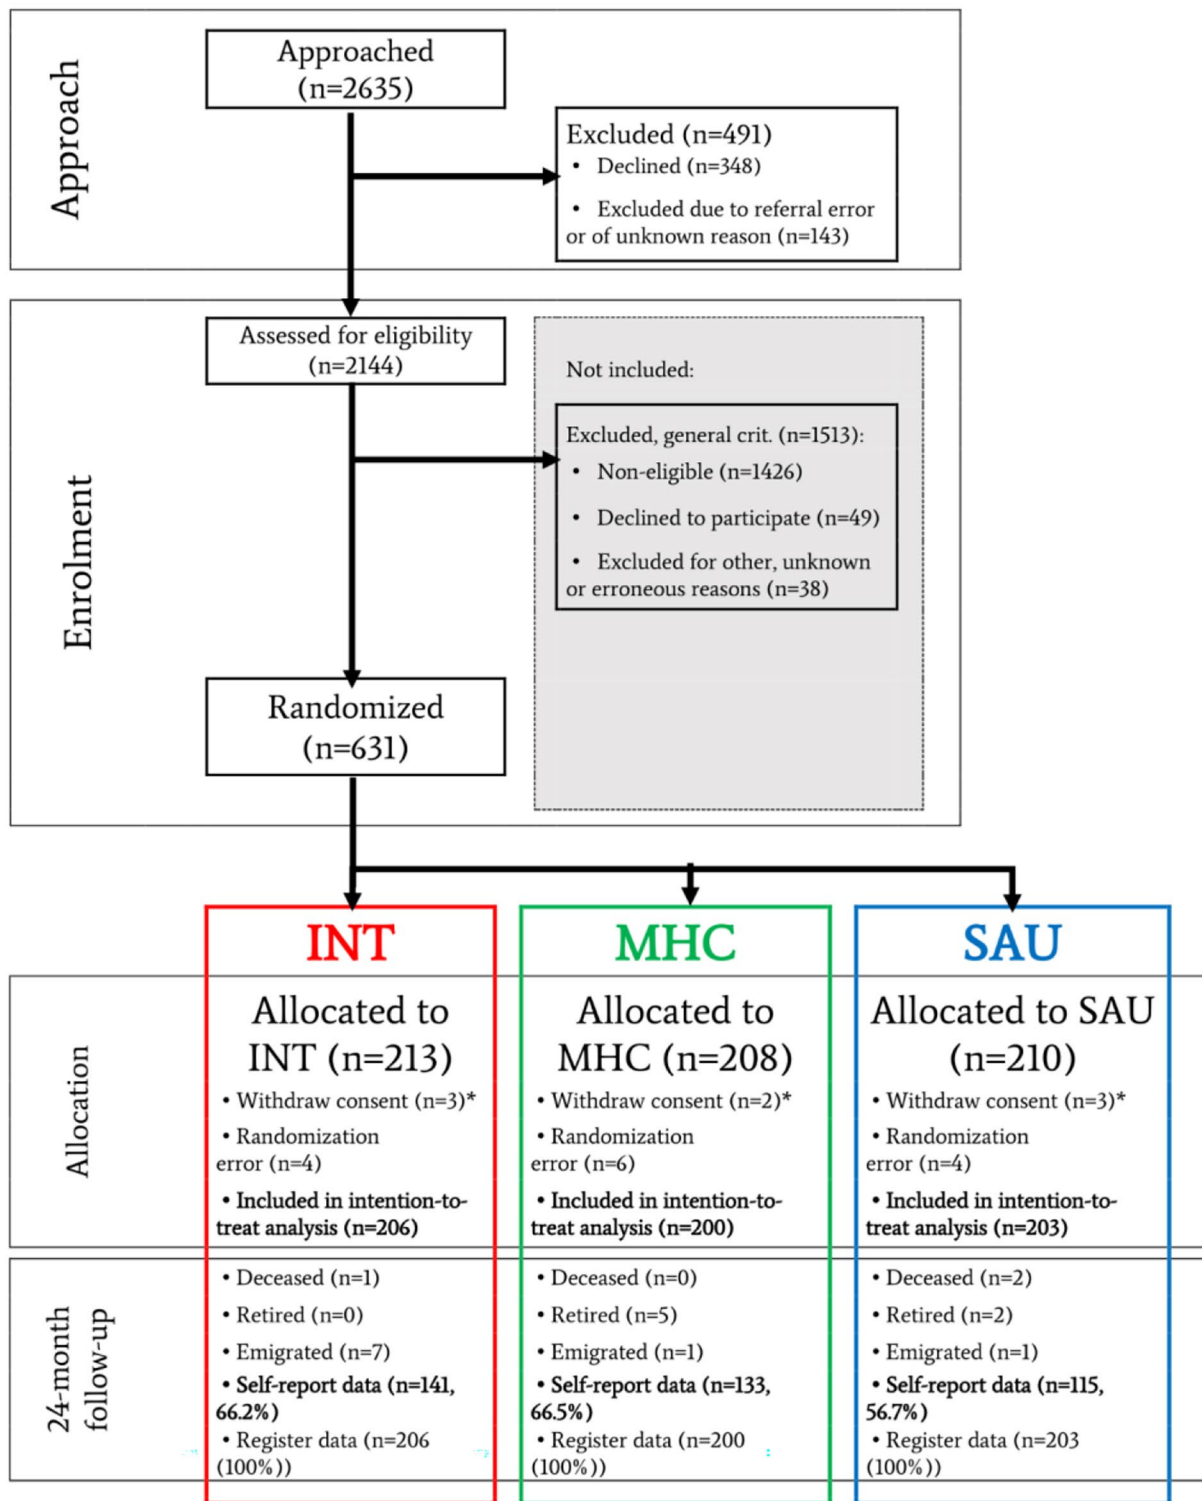 Approach
Approached
(n=2635)
Excluded (n=491)
• Declined (n=348)
• Excluded due to referral error
or of unknown reason (n=143)
Enrolment
Assessed for eligibility
(n=2144)
Not included:
Excluded, general crit. (n=1513):
• Non-eligible (n=1426)
• Declined to participate (n=49)
• Excluded for other, unknown
or erroneous reasons (n=38)
Randomized
(n=631)
INT
MHC
SAU
Allocation
Allocated to
INT (n=213)
• Withdraw consent (n=3)*
• Randomization
error (n=4)
• Included in intention-to-
treat analysis (n=206)
Allocated to
MHC (n=208)
• Withdraw consent (n=2)*
• Randomization
error (n=6)
• Included in intention-to-
treat analysis (n=200)
Allocated to SAU
(n=210)
• Withdraw consent (n=3)*
• Randomization
error (n=4)
• Included in intention-to-
treat analysis (n=203)
24-month
follow-up
• Deceased (n=1)
• Retired (n=0)
• Emigrated (n=7)
• Self-report data (n=141,
66.2%)
• Register data (n=206
(100%))
• Deceased (n=0)
• Retired (n=5)
• Emigrated (n=1)
• Self-report data (n=133,
66.5%)
• Register data (n=200
(100%))
• Deceased (n=2)
• Retired (n=2)
• Emigrated (n=1)
• Self-report data (n=115,
56.7%)
• Register data (n=203
(100%))